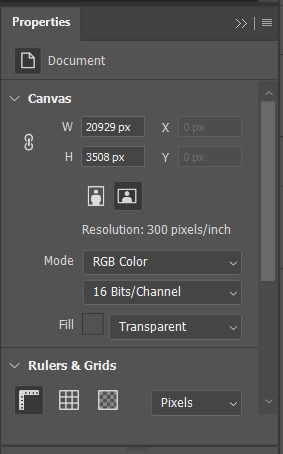 Properties
Document
Canvas
W 20929 px X 0 px
H 3508 px Y 0 px
Resolution: 300 pixels/inch
Mode RGB Color
16 Bits/Channel
Fill Transparent
Rulers & Grids
Pixels